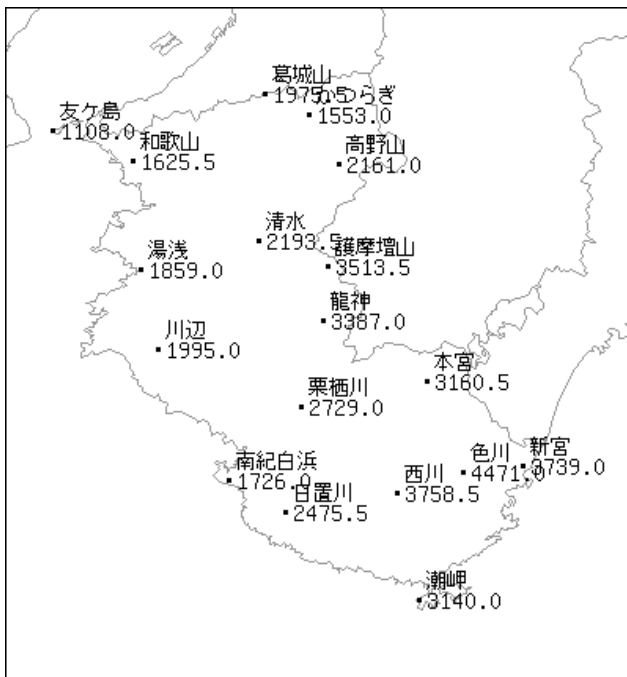 葛城山
1975.5
かつらぎ
1553.0
友ケ島
1108.0
和歌山
1625.5
高野山
2161.0
清水
2193.5
護摩壇山
3513.5
湯浅
1859.0
龍神
3387.0
川辺
1995.0
本宮
3160.5
栗栖川
2729.0
新宮
3739.0
色川
4471.0
南紀白浜
1726.0
西川
3758.5
日置川
2475.5
潮岬
3140.0